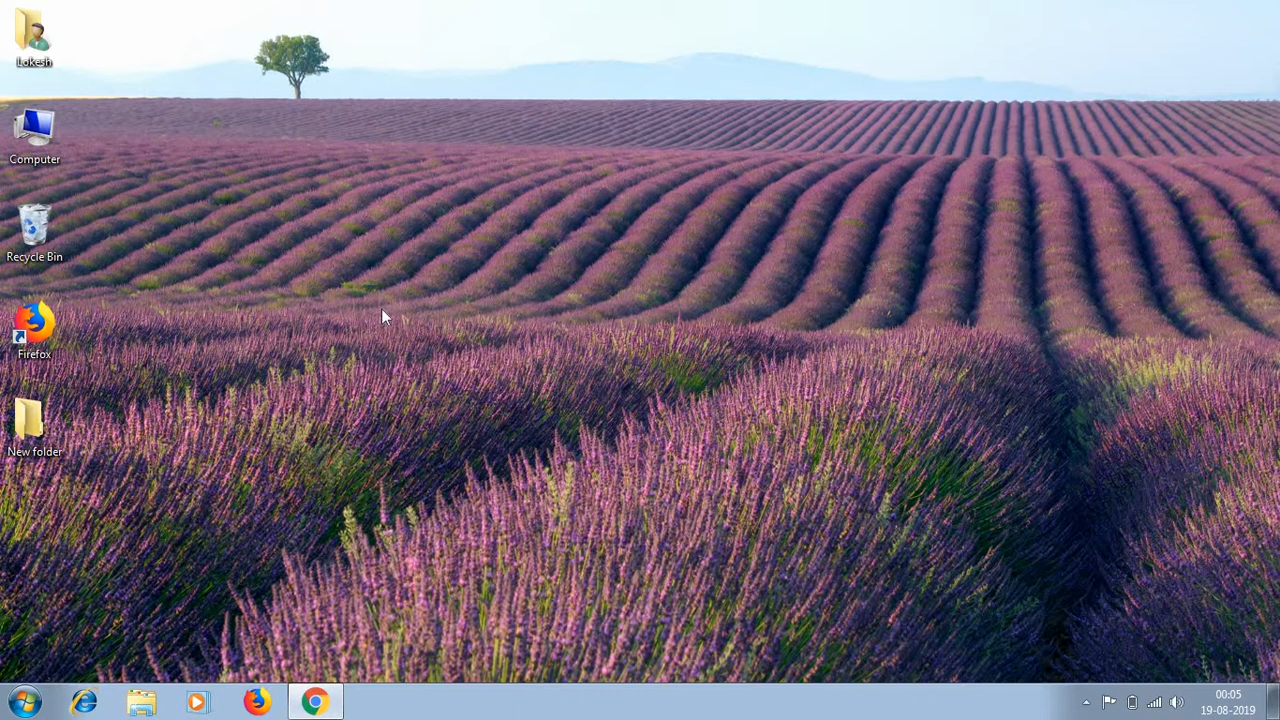 Lokesh
Computer
Recycle Bin
Firefox
New folder
00:05
19-08-2019